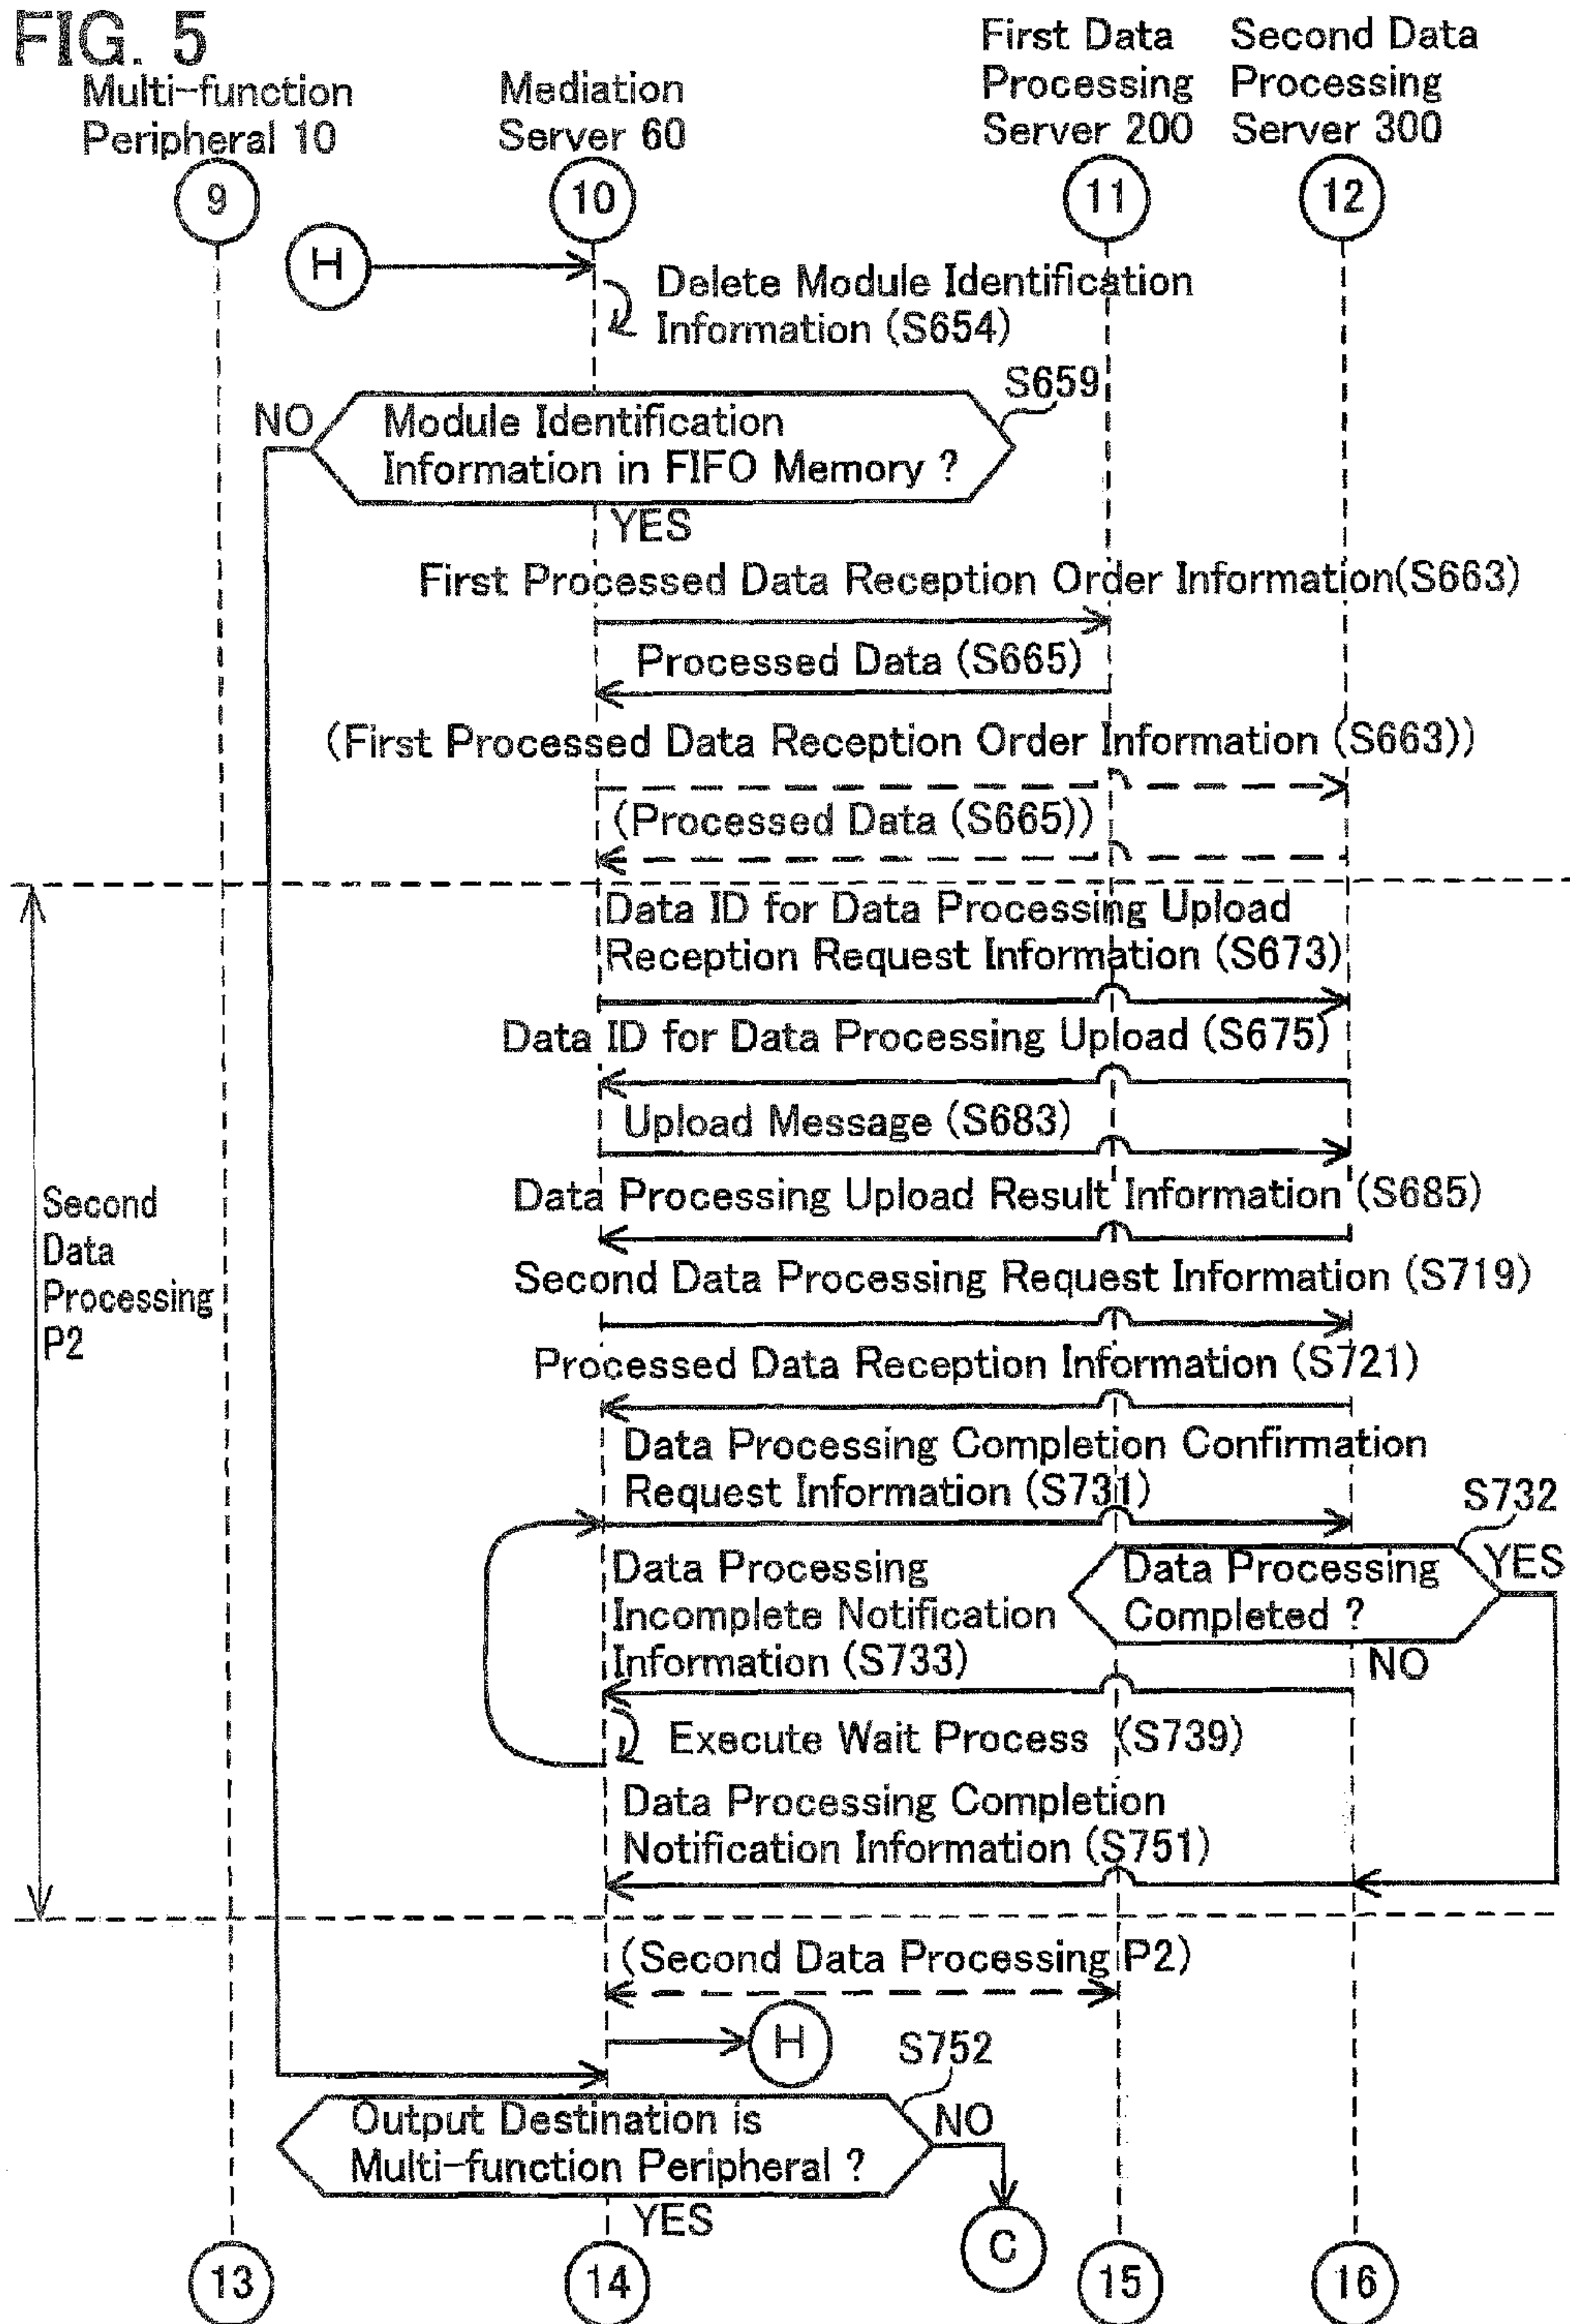 FIG. 5
Multi-function
Peripheral 10
Mediation
Server 60
First Data
Processing
Server 200
Second Data
Processing
Server 300
9
10
11
12
H
Delete Module Identification
Information (S654)
S659
NO
Module Identification
Information in FIFO Memory ?
YES
First Processed Data Reception Order Information(S663)
Processed Data (S665)
(First Processed Data Reception Order Information (S663))
(Processed Data (S665))
Data ID for Data Processing Upload
Reception Request Information (S673)
Data ID for Data Processing Upload (S675)
Upload Message (S683)
Data Processing Upload Result Information (S685)
Second
Data
Processing
P2
Second Data Processing Request Information (S719)
Processed Data Reception Information (S721)
Data Processing Completion Confirmation
Request Information (S731)
S732
Data Processing
Completed ?
YES
NO
Data Processing
Incomplete Notification
Information (S733)
Execute Wait Process (S739)
Data Processing Completion
Notification Information (S751)
(Second Data Processing P2)
H
S752
Output Destination is
Multi-function Peripheral ?
NO
YES
C
13
14
15
16